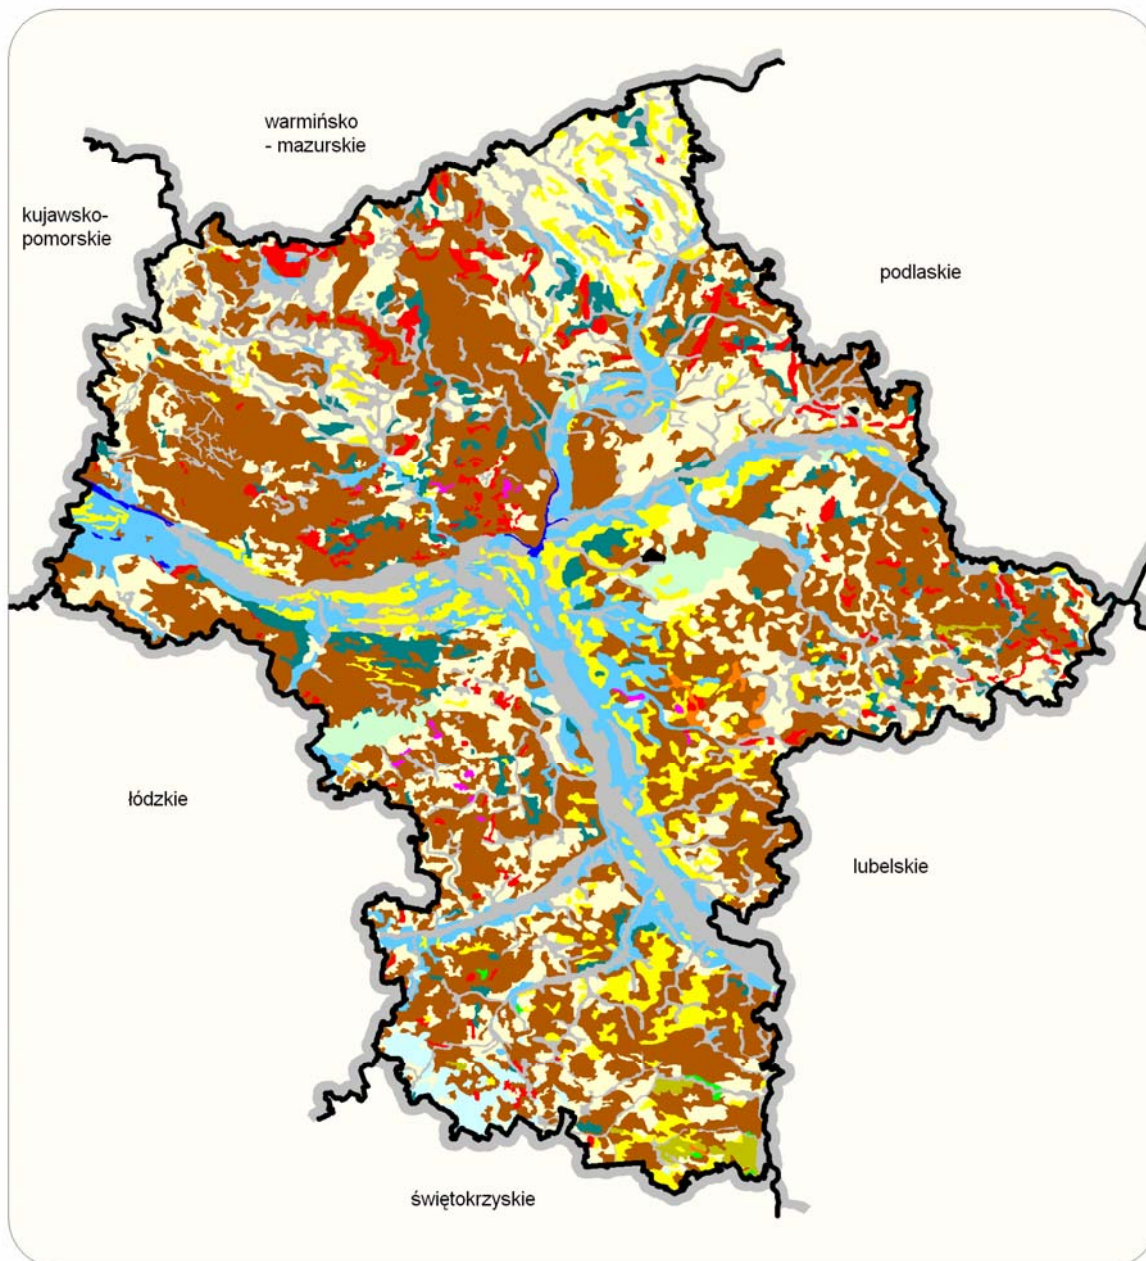 warmińsko
- mazurskie
kujawsko-
pomorskie
podlaskie
łódzkie
lubelskie
świętokrzyskie